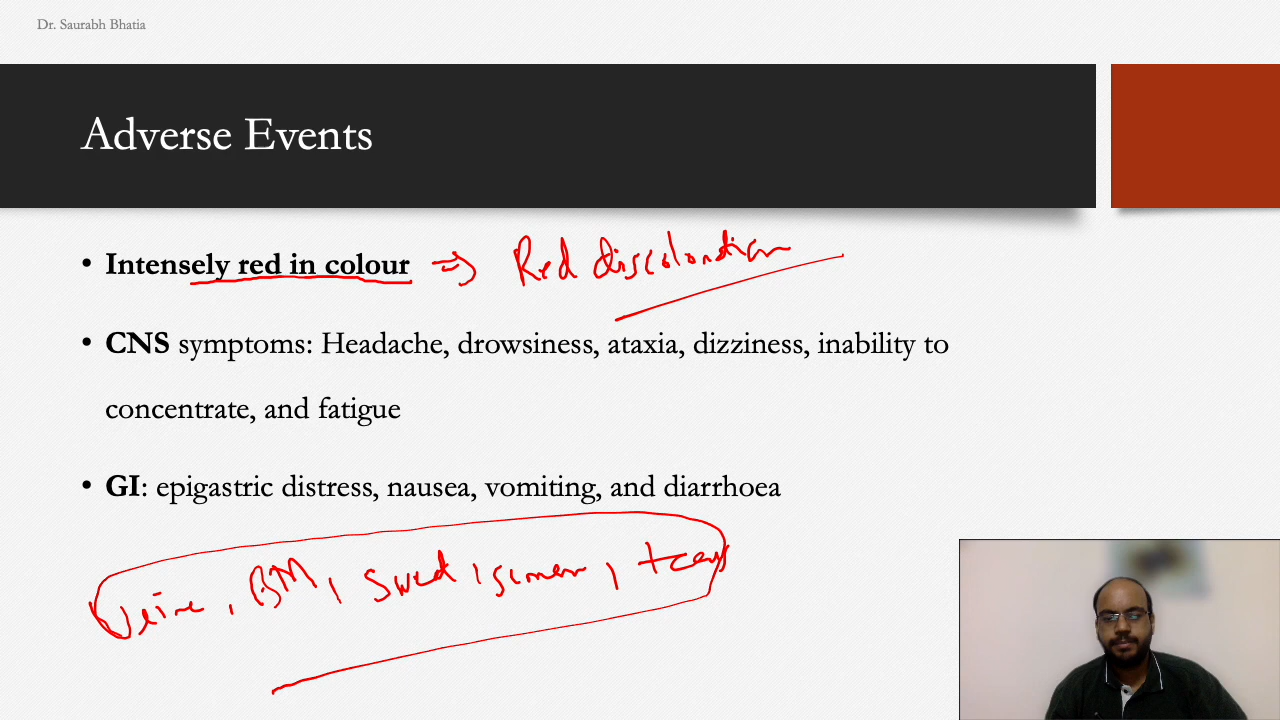 Dr. Saurabh Bhatia
Adverse Events
• Intensely red in colour ⇒ Red discoloration
• CNS symptoms: Headache, drowsiness, ataxia, dizziness, inability to
concentrate, and fatigue
• GI: epigastric distress, nausea, vomiting, and diarrhoea
Urine, BM, Sweat, semen, tears